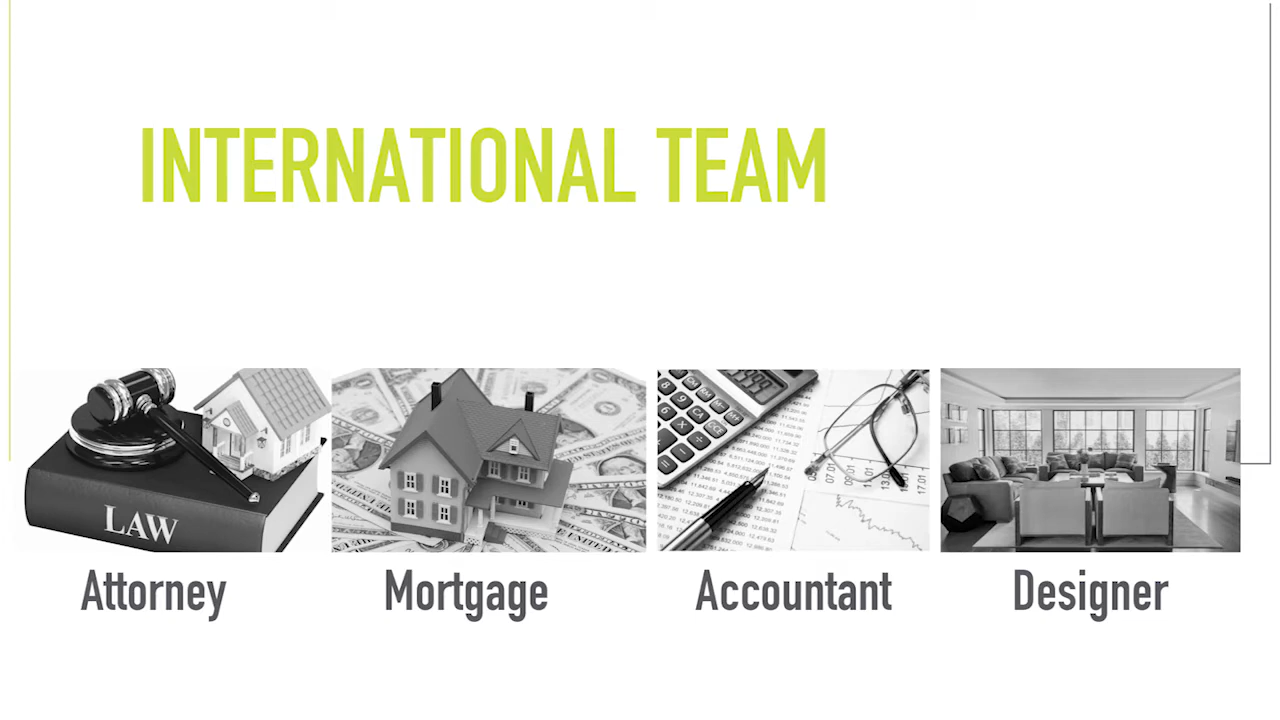 INTERNATIONAL TEAM
LAW
Attorney
Mortgage
Accountant
Designer